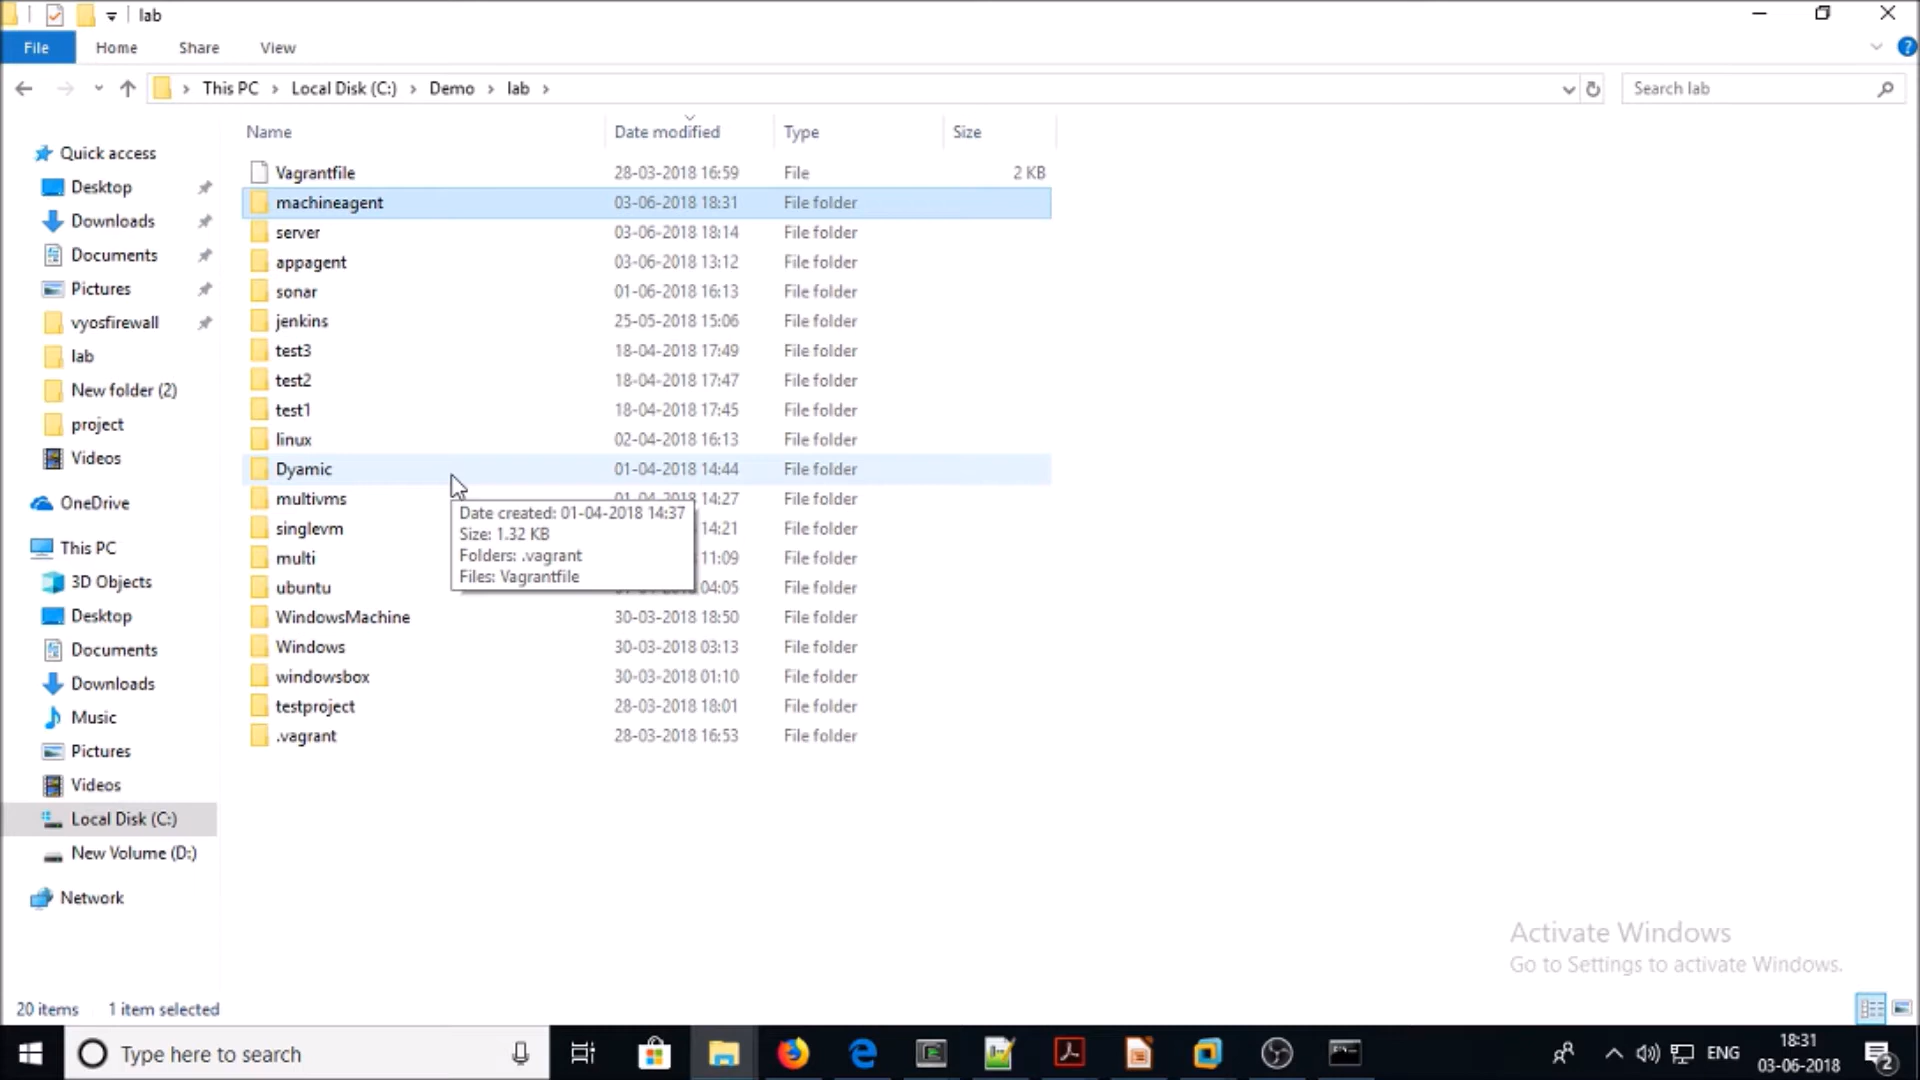 lab
File Home Share View
This PC Local Disk (C:) Demo lab
Search lab
Name Date modified Type Size
Quick access
Desktop
Downloads
Documents
Pictures
vyosfirewall
lab
New folder (2)
project
Videos
OneDrive
This PC
3D Objects
Desktop
Documents
Downloads
Music
Pictures
Videos
Local Disk (C:)
New Volume (D:)
Network
Vagrantfile 28-03-2018 16:59 File 2 KB
machineagent 03-06-2018 18:31 File folder
server 03-06-2018 18:14 File folder
appagent 03-06-2018 13:12 File folder
sonar 01-06-2018 16:13 File folder
jenkins 25-05-2018 15:06 File folder
test3 18-04-2018 17:49 File folder
test2 18-04-2018 17:47 File folder
test1 18-04-2018 17:45 File folder
linux 02-04-2018 16:13 File folder
Dyamic 01-04-2018 14:44 File folder
multivms 01-04-2018 14:27 File folder
singlevm 14:21 File folder
multi 11:09 File folder
ubuntu 04:05 File folder
WindowsMachine 30-03-2018 18:50 File folder
Windows 30-03-2018 03:13 File folder
windowsbox 30-03-2018 01:10 File folder
testproject 28-03-2018 18:01 File folder
.vagrant 28-03-2018 16:53 File folder
Date created: 01-04-2018 14:37
Size: 1.32 KB
Folders: .vagrant
Files: Vagrantfile
Activate Windows
Go to Settings to activate Windows.
20 items 1 item selected
Type here to search
ENG
18:31
03-06-2018
2